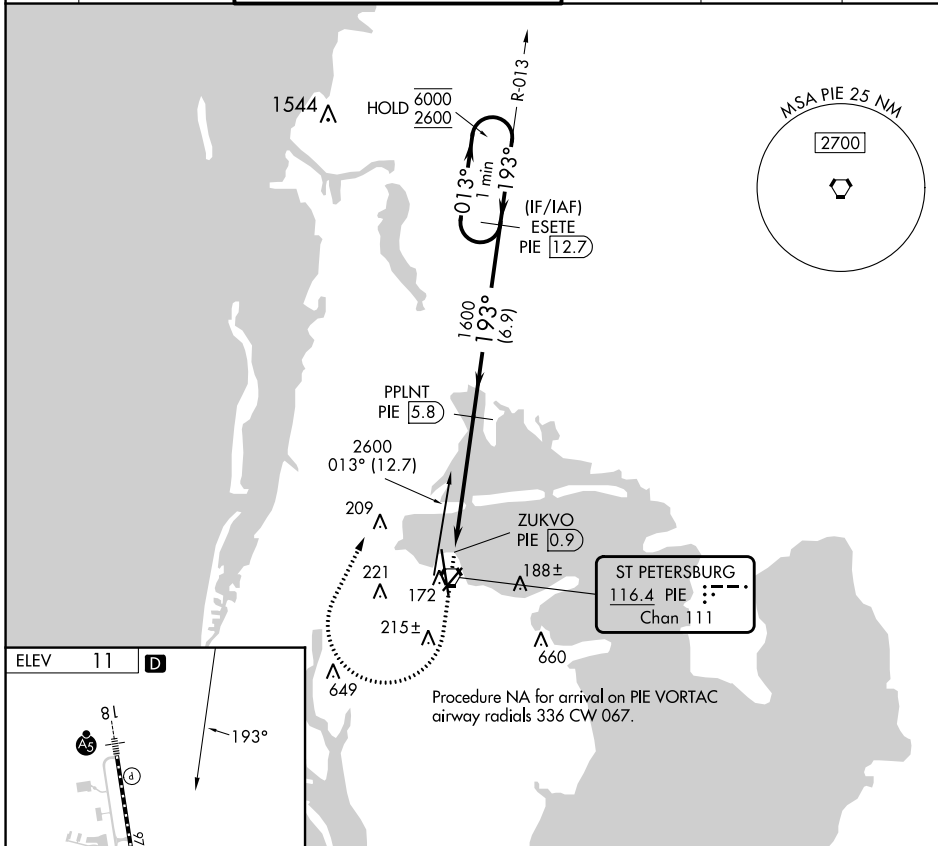 1544
HOLD
6000
2600
R-013
MSA PIE 25 NM
2700
013°
1 min
193°
(IF/IAF)
ESETE
PIE 12.7
1600
193°
(6.9)
PPLNT
PIE 5.8
2600
013° (12.7)
209
ZUKVO
PIE 0.9
221
172
188±
ST PETERSBURG
116.4 PIE
Chan 111
215±
660
649
Procedure NA for arrival on PIE VORTAC
airway radials 336 CW 067.
ELEV 11 D
18
193°
A5
P
97